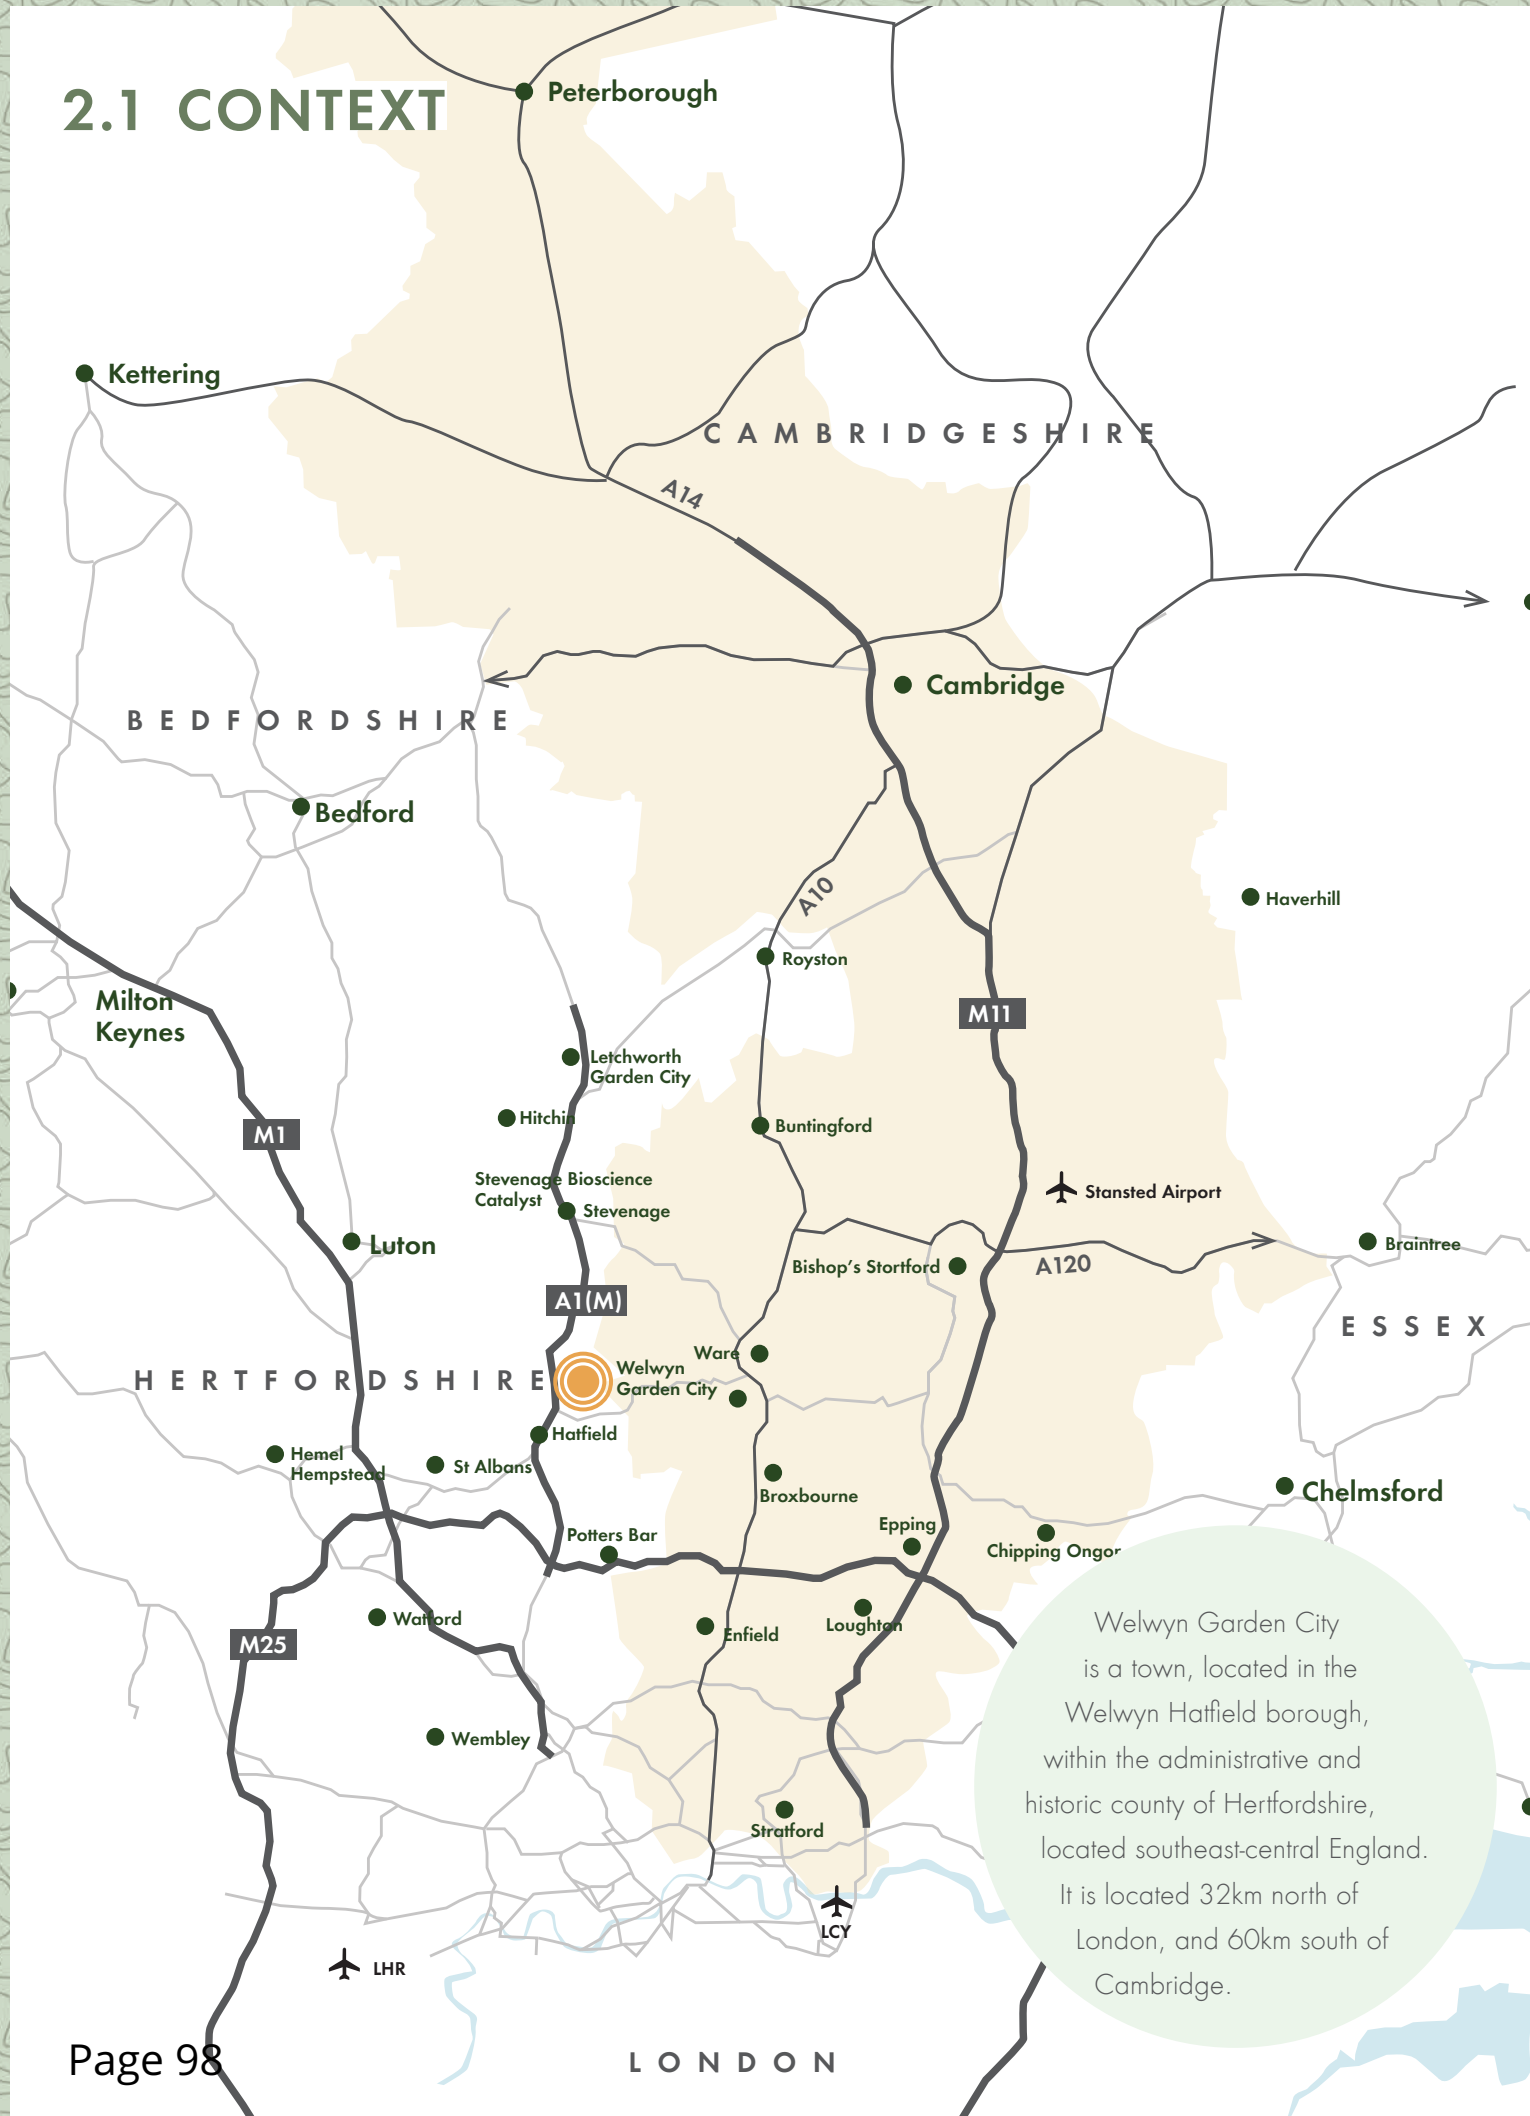 2.1 CONTEXT
Peterborough
Kettering
CAMBRIDGESHIRE
A14
Cambridge
BEDFORDSHIRE
Bedford
A10
Haverhill
Royston
Milton
Keynes
M11
Letchworth
Garden City
Hitchin
Buntingford
M1
Stevenage Bioscience
Catalyst
Stevenage
Stansted Airport
Luton
Bishop's Stortford
A120
Braintree
A1(M)
ESSEX
Ware
HERTFORDSHIRE
Welwyn
Garden City
Hatfield
Hemel
Hempstead
St Albans
Broxbourne
Chelmsford
Potters Bar
Epping
Chipping Ongar
Watford
Enfield
Loughton
M25
Wembley
Stratford
LCY
LHR
Welwyn Garden City
is a town, located in the
Welwyn Hatfield borough,
within the administrative and
historic county of Hertfordshire,
located southeast-central England.
It is located 32km north of
London, and 60km south of
Cambridge.
LONDON
Page 98